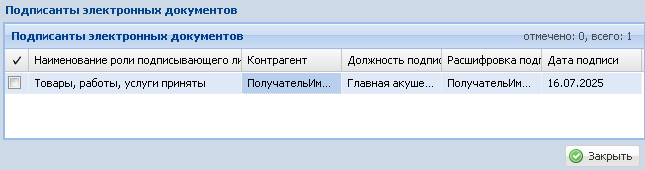 Подписанты электронных документов
Подписанты электронных документов отмечено: 0, всего: 1
Наименование роли подписывающего ли Контрагент Должность подпис Расшифровка подп Дата подписи
Товары, работы, услуги приняты ПолучательИм... Главная акуше... ПолучательИм... 16.07.2025
Закрыть